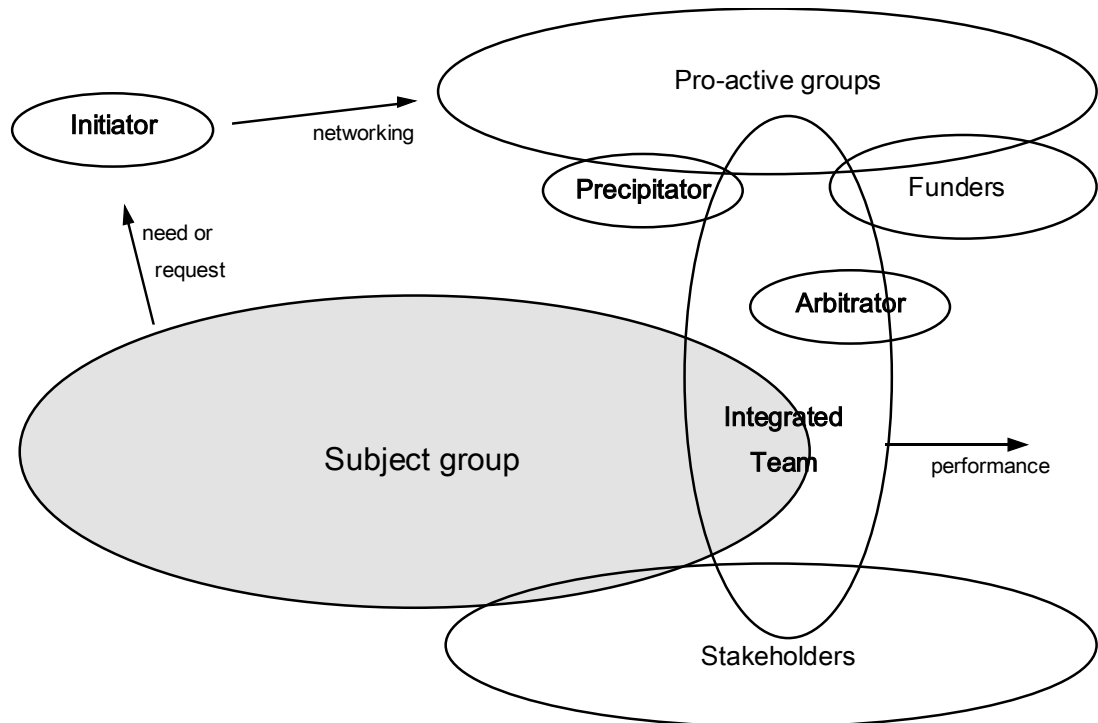 Pro-active groups
Initiator
networking
Precipitator
Funders
need or
request
Arbitrator
Integrated
Team
Subject group
performance
Stakeholders